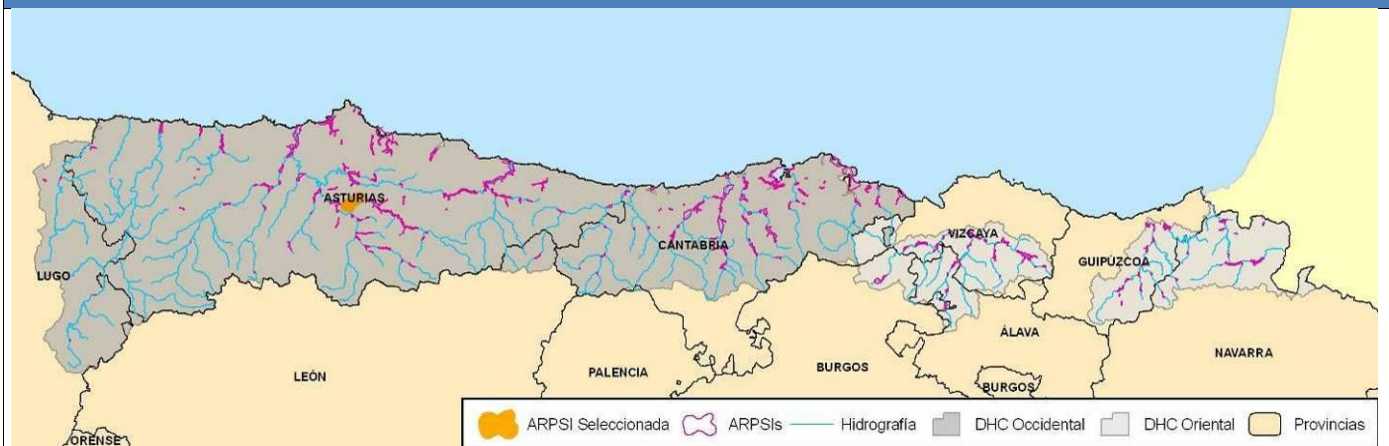 ASTURIAS
VIZCAYA
CANTABRIA
GUIPÚZCOA
LUGO
ÁLAVA
NAVARRA
LEÓN
PALENCIA
BURGOS
BURGOS
ORENSE
ARPSI Seleccionada
ARPSIs
Hidrografía
DHC Occidental
DHC Oriental
Provincias